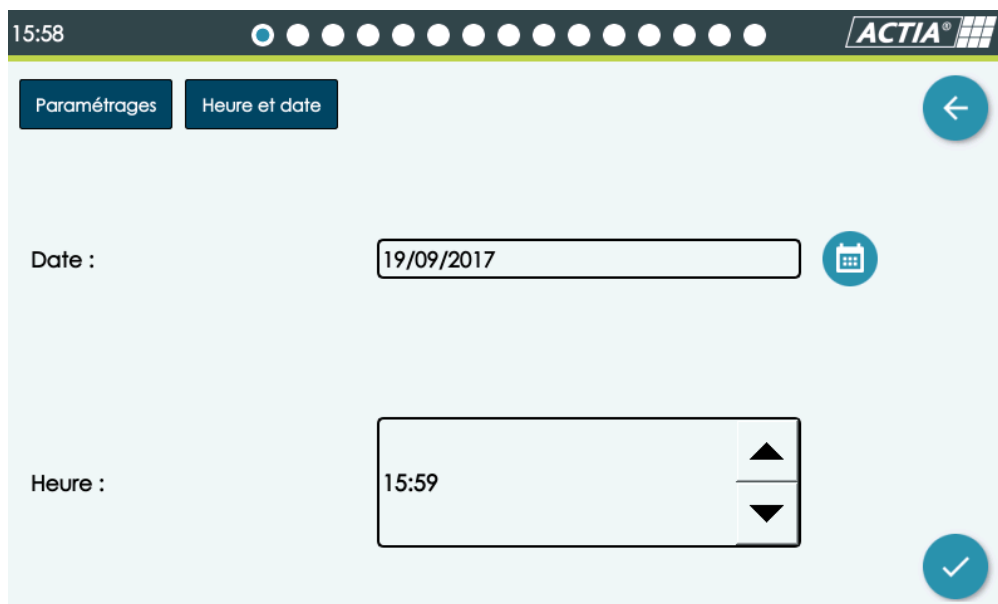 15:58
ACTIA®
Paramétrages
Heure et date
Date :
19/09/2017
Heure :
15:59